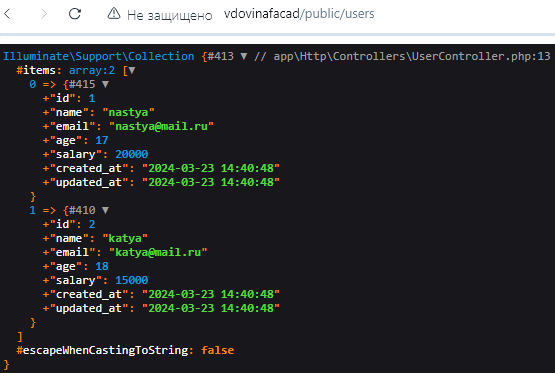 Не защищено vdovinafacad/public/users
Illuminate\Support\Collection {#413 ▼ // app\Http\Controllers\UserController.php:13
#items: array:2 [▼
0 => {#415 ▼
+"id": 1
+"name": "nastya"
+"email": "nastya@mail.ru"
+"age": 17
+"salary": 20000
+"created_at": "2024-03-23 14:40:48"
+"updated_at": "2024-03-23 14:40:48"
}
1 => {#410 ▼
+"id": 2
+"name": "katya"
+"email": "katya@mail.ru"
+"age": 18
+"salary": 15000
+"created_at": "2024-03-23 14:40:48"
+"updated_at": "2024-03-23 14:40:48"
}
]
#escapeWhenCastingToString: false
}